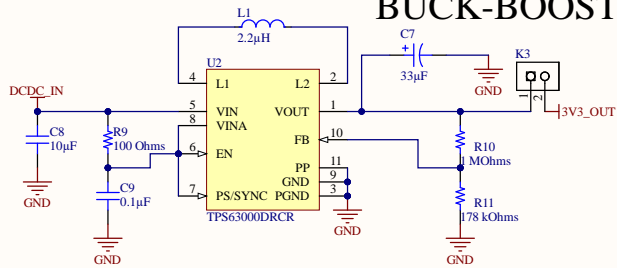 BUCK-BOOST
L1
2.2µH
C7
33µF
GND
K3
1
2
3V3_OUT
U2
4
L1
L2
2
DCDC_IN
5
VIN
VOUT
1
8
VINA
C8
10µF
R9
100 Ohms
FB
10
R10
1 MOhms
6
EN
PP
11
GND
9
C9
0.1µF
7
PS/SYNC
PGND
3
R11
178 kOhms
TPS63000DRCR
GND
GND
GND
GND